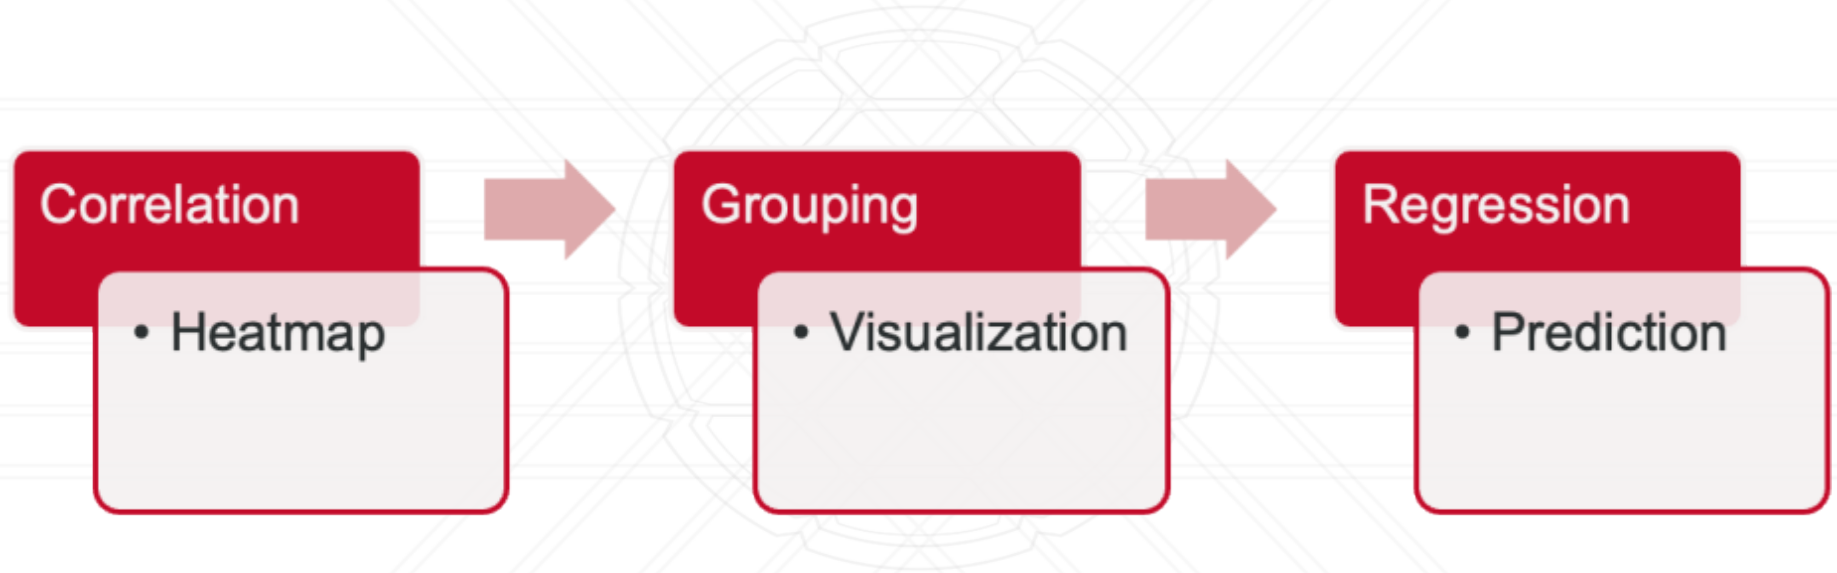 Correlation
• Heatmap
Grouping
• Visualization
Regression
• Prediction